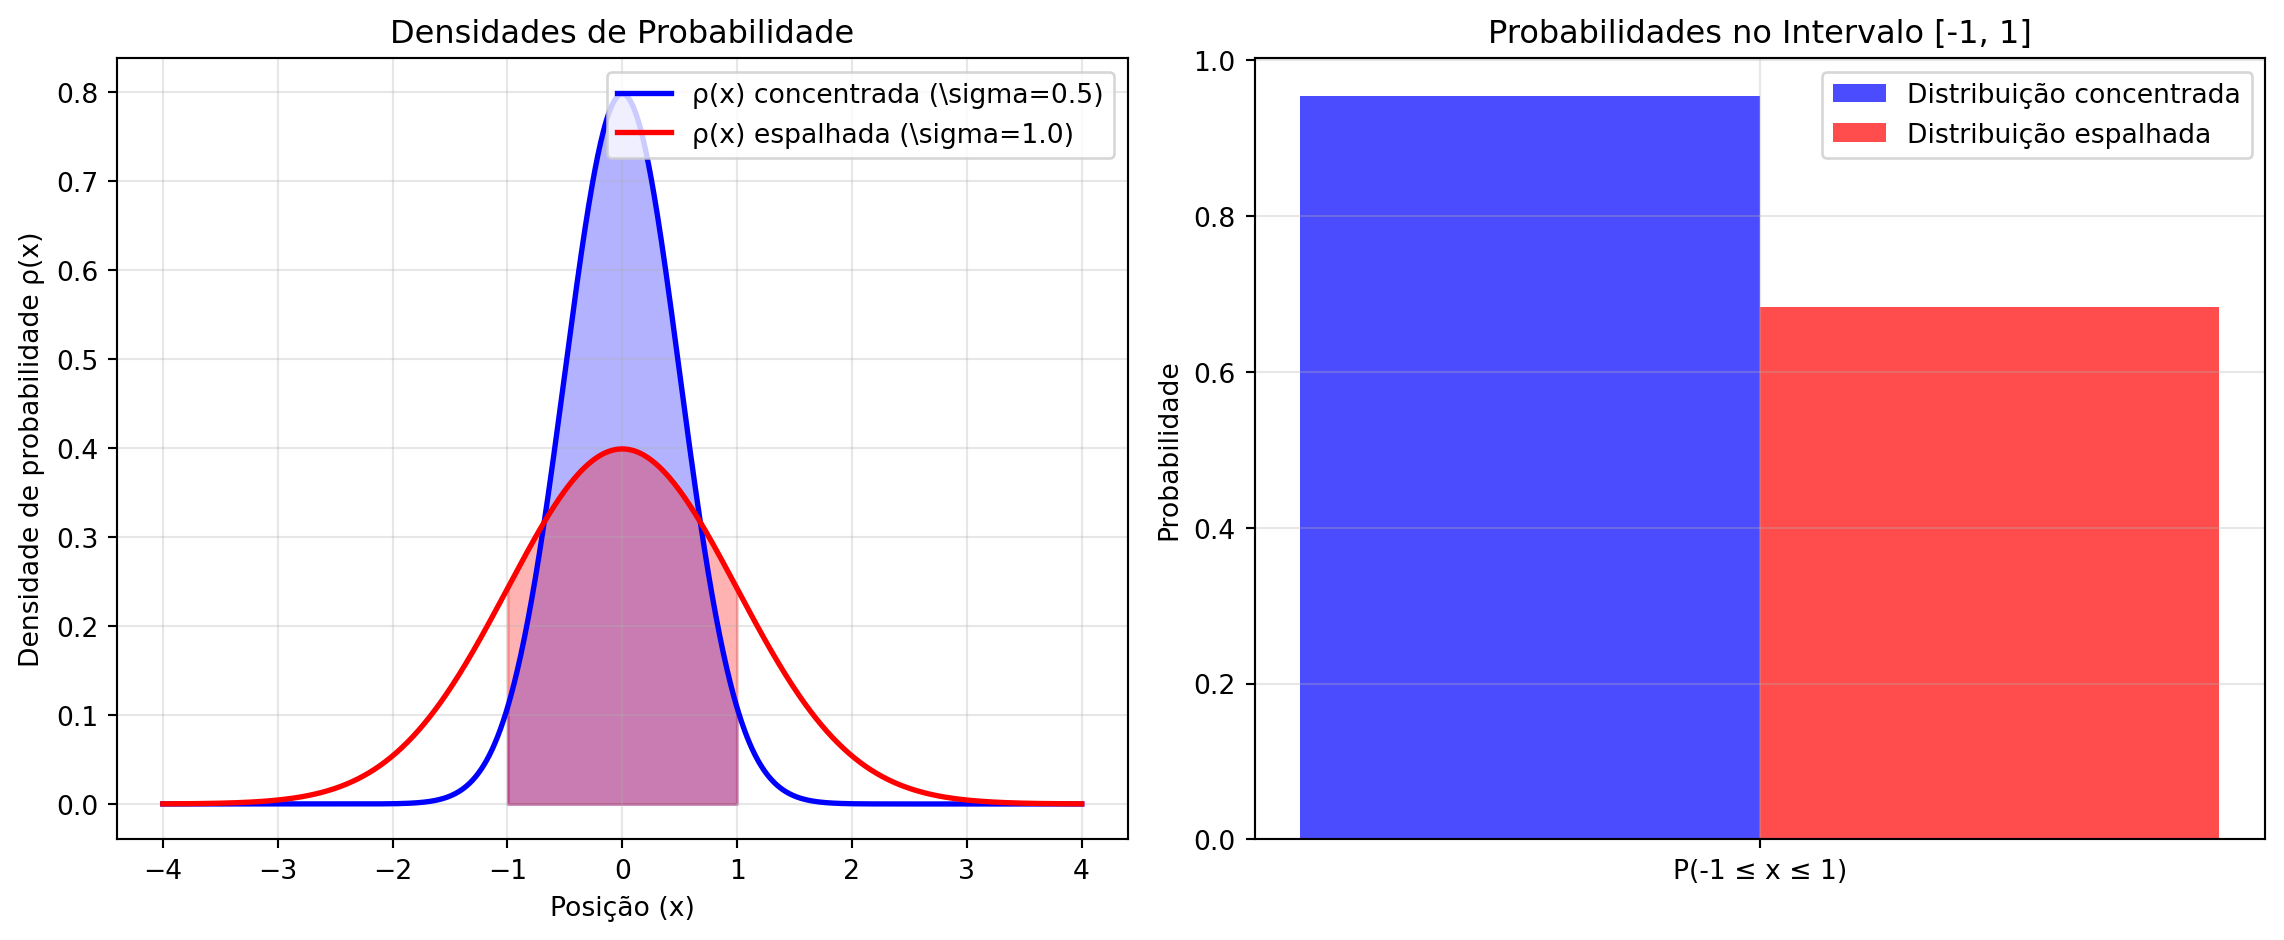 Densidades de Probabilidade
ρ(x) concentrada (\sigma=0.5)
ρ(x) espalhada (\sigma=1.0)
Densidade de probabilidade ρ(x)
0.8
0.7
0.6
0.5
0.4
0.3
0.2
0.1
0.0
−4 −3 −2 −1 0 1 2 3 4
Posição (x)
Probabilidades no Intervalo [-1, 1]
Distribuição concentrada
Distribuição espalhada
Probabilidade
1.0
0.8
0.6
0.4
0.2
0.0
P(-1 ≤ x ≤ 1)